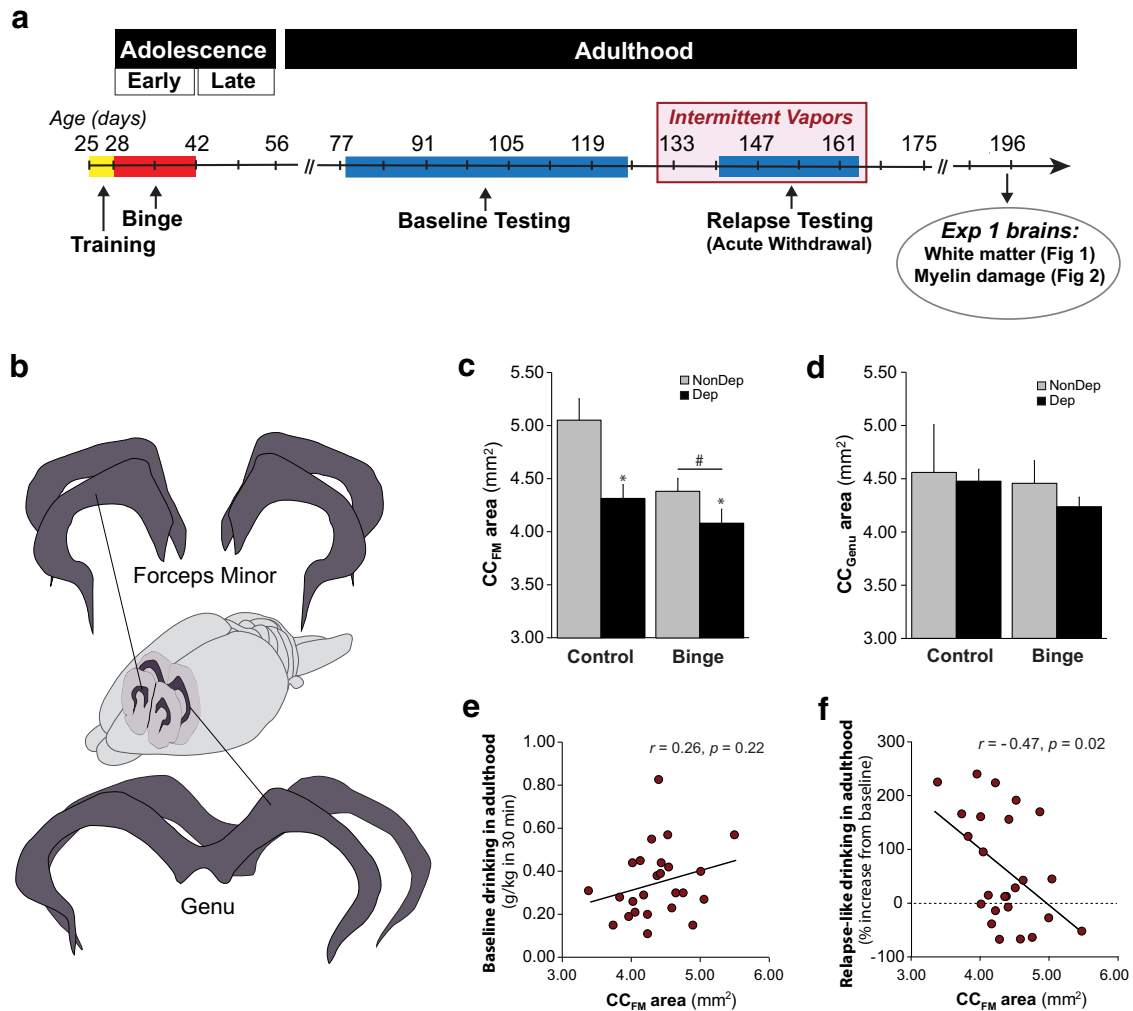 a
Adolescence
Adulthood
Early
Late
Age (days)
Intermittent Vapors
25 28 42 56 77 91 105 119 133 147 161 175 196
//
//
Training
Binge
Baseline Testing
Relapse Testing
(Acute Withdrawal)
Exp 1 brains:
White matter (Fig 1)
Myelin damage (Fig 2)
b
Forceps Minor
Genu
c
CCFM area (mm²)
5.50
5.00
4.50
4.00
3.50
3.00
NonDep
Dep
*
#
*
Control Binge
d
CCGenu area (mm²)
5.50
5.00
4.50
4.00
3.50
3.00
NonDep
Dep
Control Binge
e
Baseline drinking in adulthood
(g/kg in 30 min)
1.00
0.80
0.60
0.40
0.20
0.00
r = 0.26, p = 0.22
3.00 4.00 5.00 6.00
CCFM area (mm²)
f
Relapse-like drinking in adulthood
(% increase from baseline)
300
200
100
0
-100
r = - 0.47, p = 0.02
3.00 4.00 5.00 6.00
CCFM area (mm²)